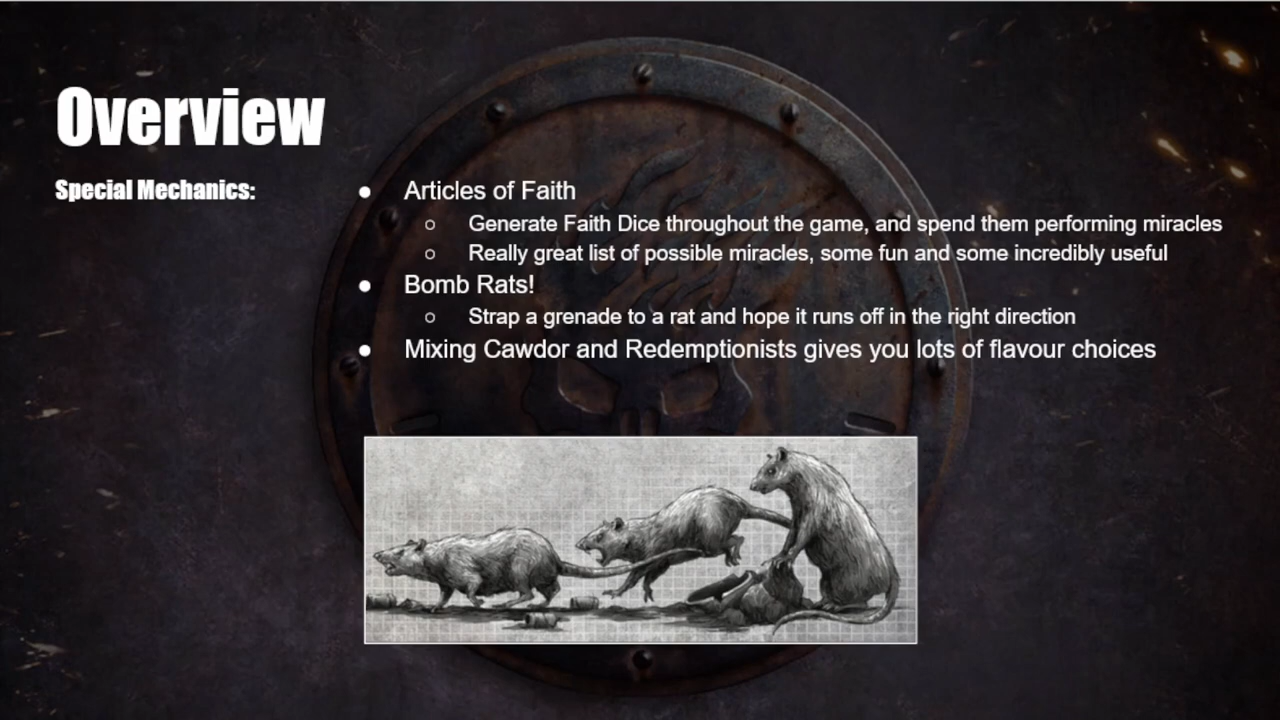 Overview
Special Mechanics:
● Articles of Faith
○ Generate Faith Dice throughout the game, and spend them performing miracles
○ Really great list of possible miracles, some fun and some incredibly useful
● Bomb Rats!
○ Strap a grenade to a rat and hope it runs off in the right direction
● Mixing Cawdor and Redemptionists gives you lots of flavour choices